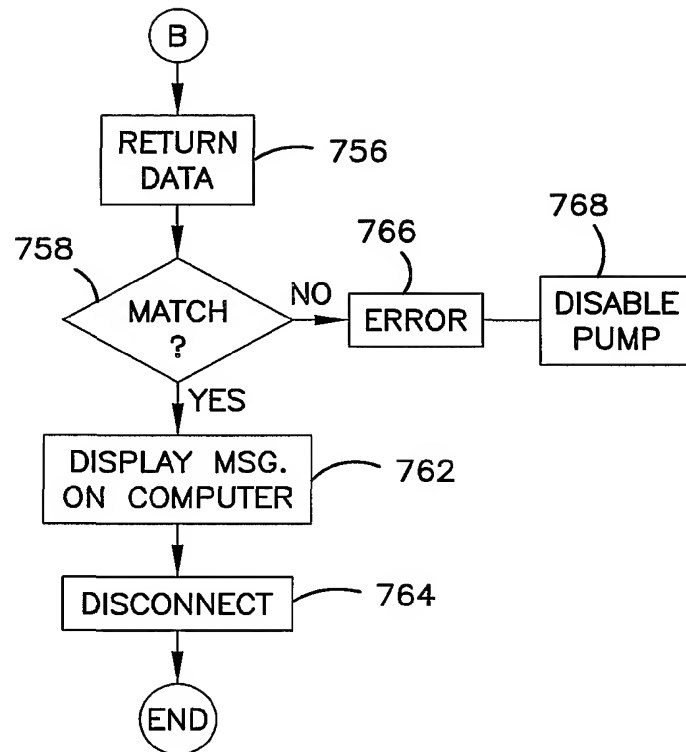 B
RETURN
DATA
756
758
MATCH
?
NO
766
ERROR
768
DISABLE
PUMP
YES
DISPLAY MSG.
ON COMPUTER
762
DISCONNECT
764
END